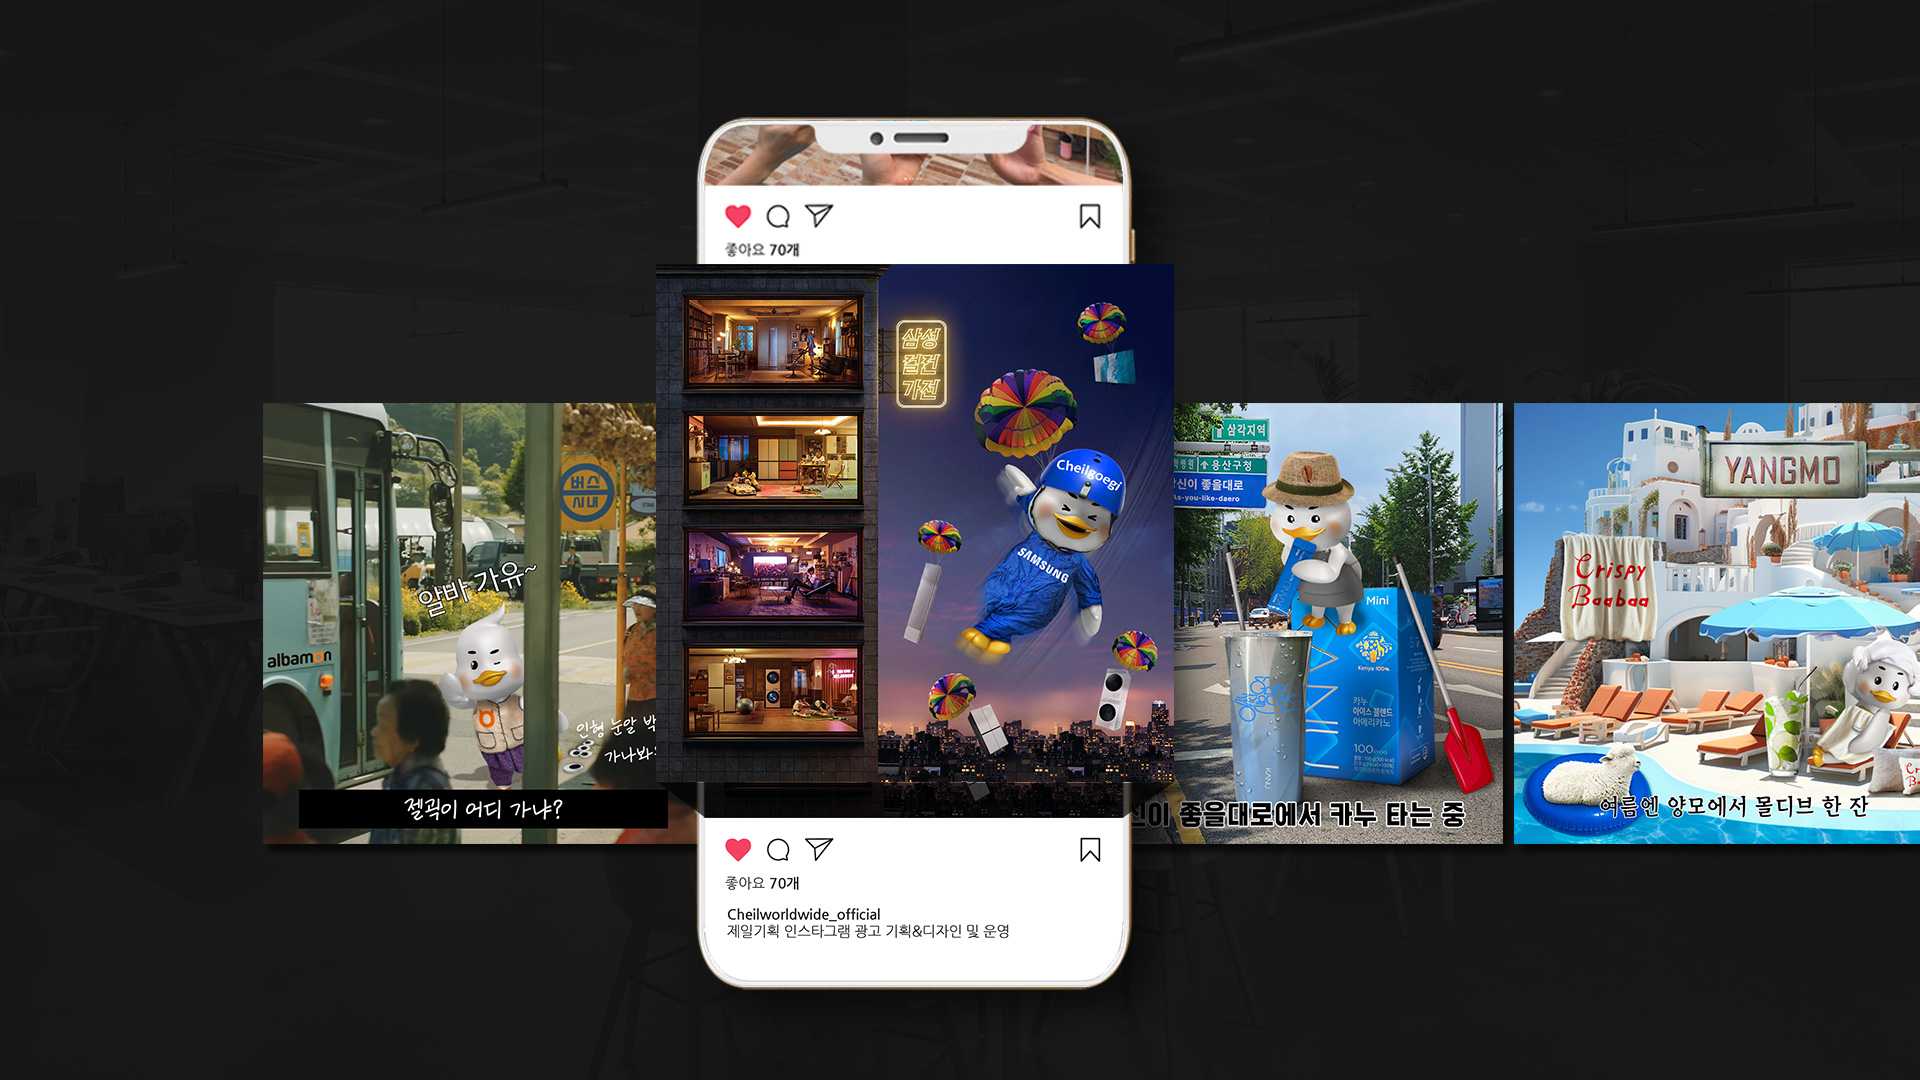 좋아요 70개
삼성
컬전
가전
Cheilgoegi
SAMSUNG
버스
시내
알바 가유~
albamon
인형 눈알 박
가나봐
젤괵이 어디 가냐?
삼각지역
용산구청
신이 좋을대로
As-you-like-daero
Mini
Kenya 100%
카누
아이스 블렌드
아메리카노
100
KANU
신이 좋을대로에서 카누 타는 중
YANGMO
Crispy
Baabaa
여름엔 양모에서 몰디브 한 잔
좋아요 70개
Cheilworldwide_official
제일기획 인스타그램 광고 기획&디자인 및 운영